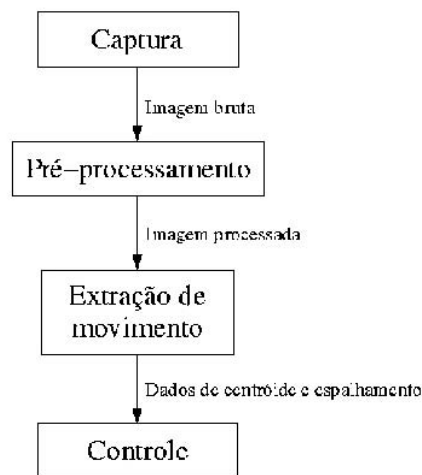 Captura
Imagem bruta
Pré-processamento
Imagem processada
Extração de
movimento
Dados de centróide e espalhamento
Controle